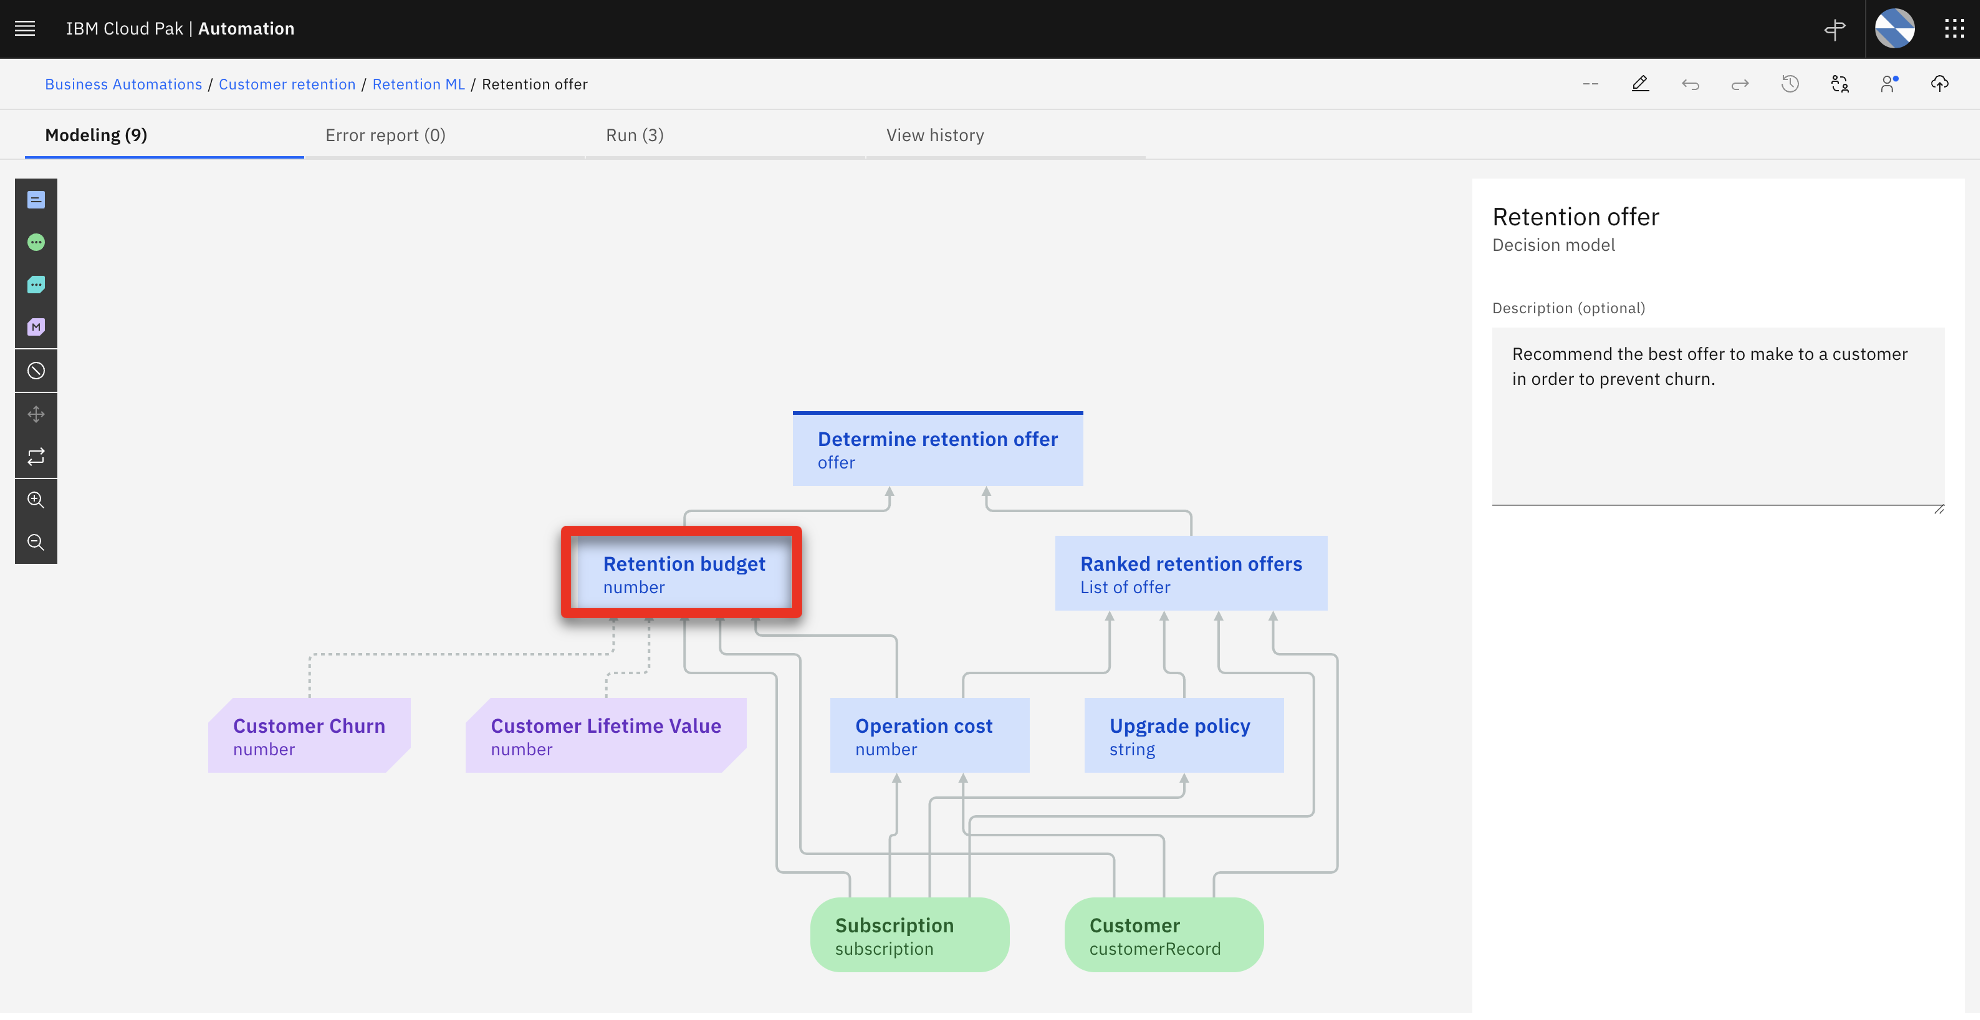 IBM Cloud Pak | Automation
Business Automations / Customer retention / Retention ML / Retention offer
--
Modeling (9)
Error report (0)
Run (3)
View history
M
Retention offer
Decision model
Description (optional)
Recommend the best offer to make to a customer
in order to prevent churn.
Determine retention offer
offer
Retention budget
number
Ranked retention offers
List of offer
Customer Churn
number
Customer Lifetime Value
number
Operation cost
number
Upgrade policy
string
Subscription
subscription
Customer
customerRecord